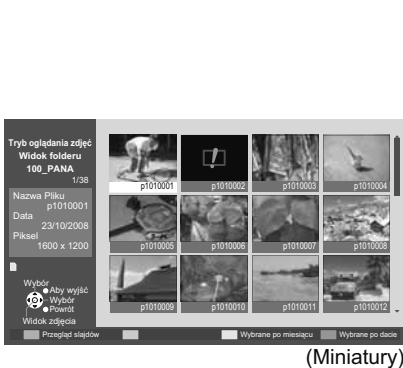 Tryb oglądania zdjęć
Widok folderu
100_PANA
1/38
Nazwa Pliku
p1010001
Data
23/10/2008
Piksel
1600 x 1200
Wybór
Aby wyjść
Wybór
Powrót
Widok zdjęcia
p1010001 p1010002 p1010003 p1010004
p1010005 p1010006 p1010007 p1010008
p1010009 p1010010 p1010011 p1010012
Przegląd slajdów Wybrane po miesiącu Wybrane po dacie
(Miniatury)